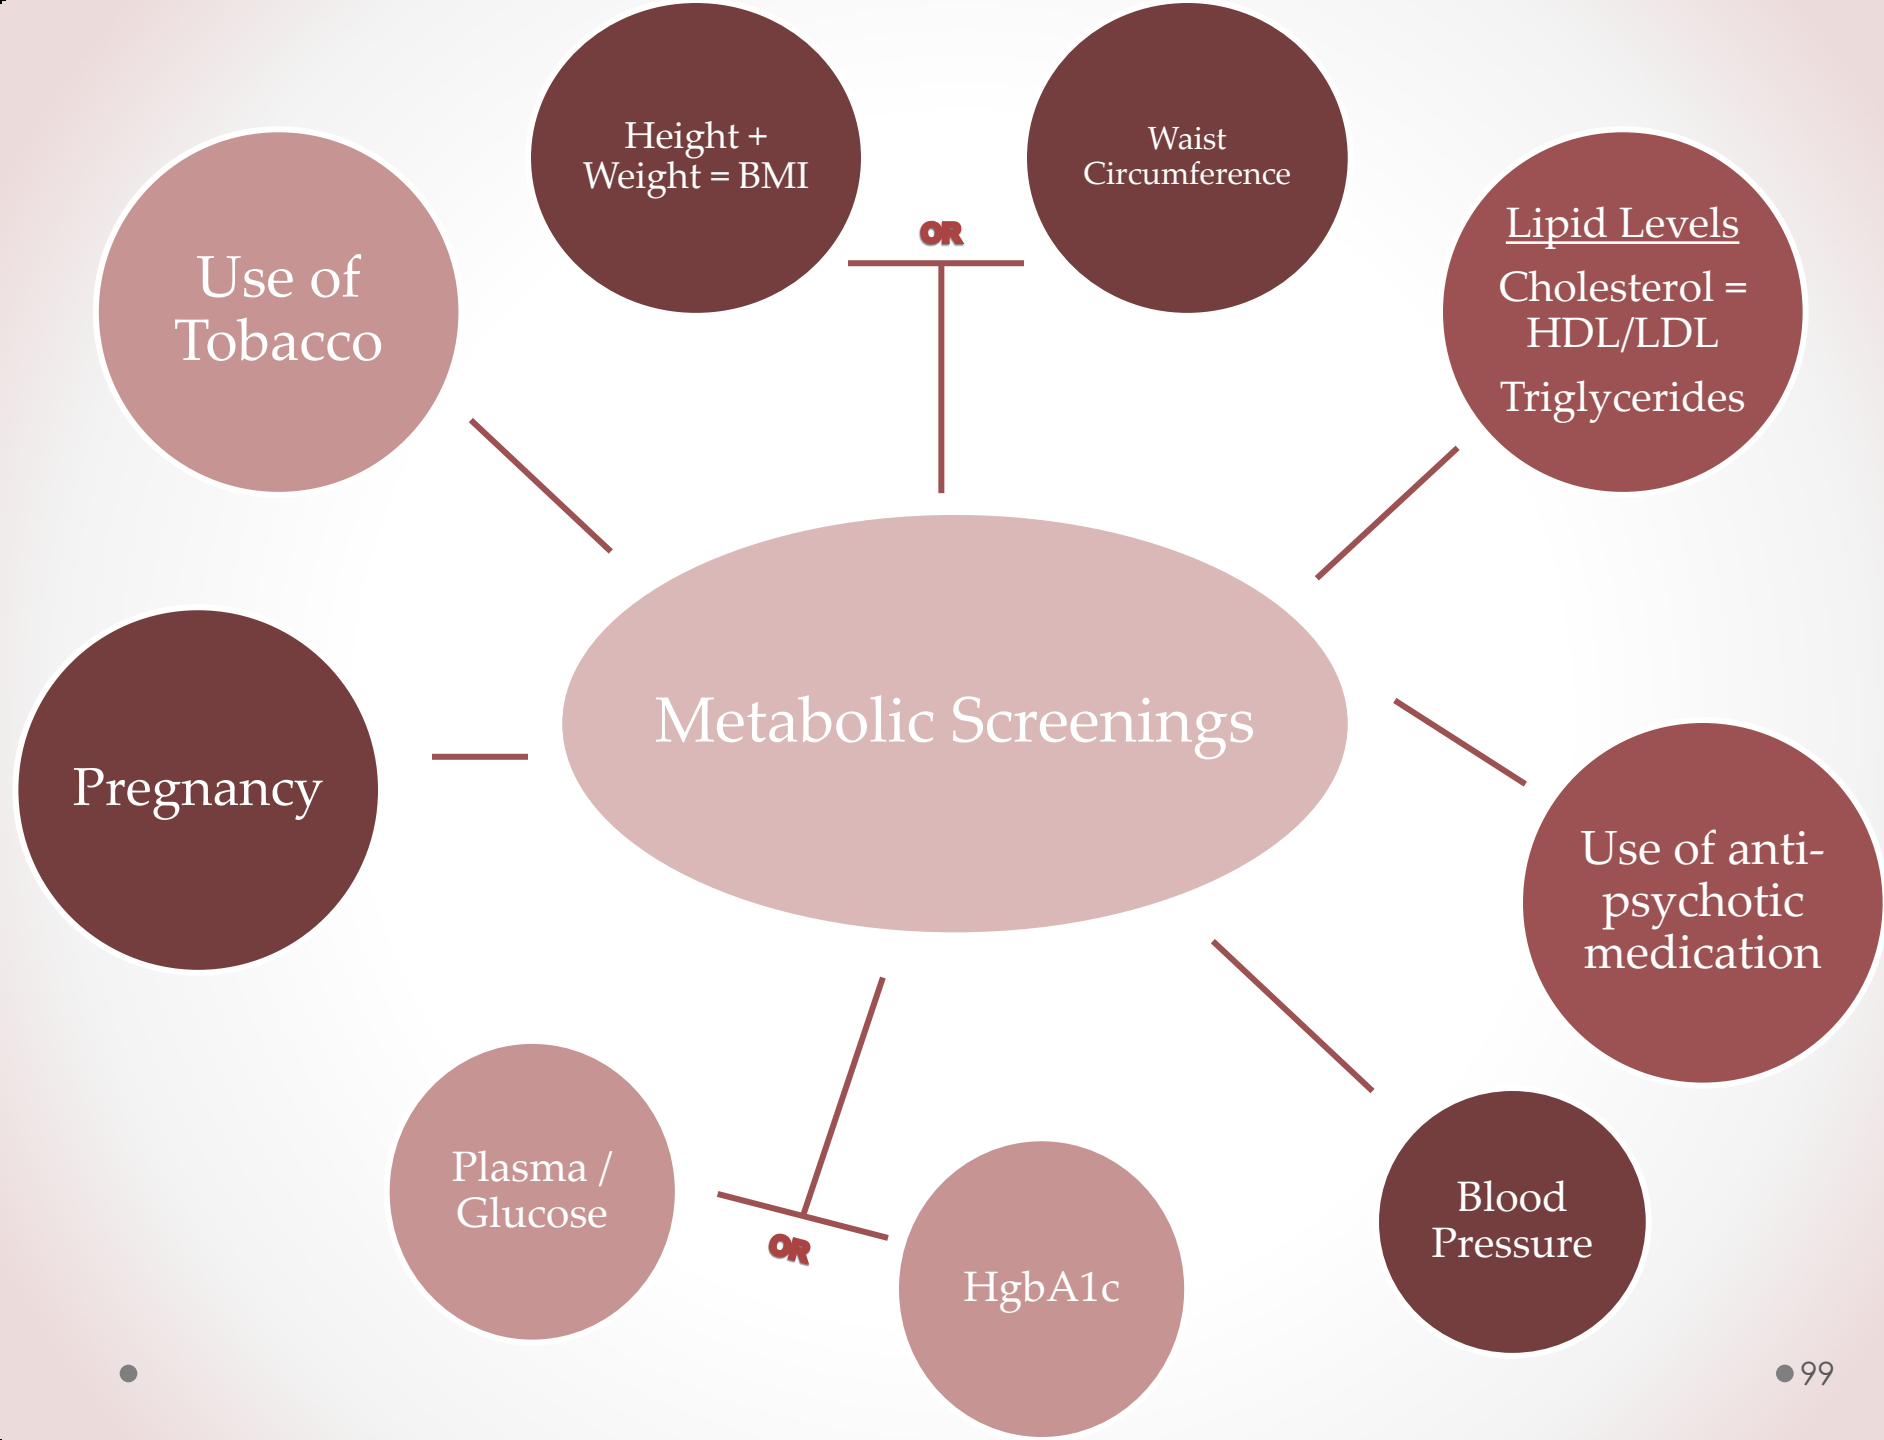 Height +
Weight = BMI
OR
Waist
Circumference
Use of
Tobacco
Lipid Levels
Cholesterol =
HDL/LDL
Triglycerides
Metabolic Screenings
Pregnancy
Use of anti-
psychotic
medication
Plasma /
Glucose
OR
HgbA1c
Blood
Pressure
99